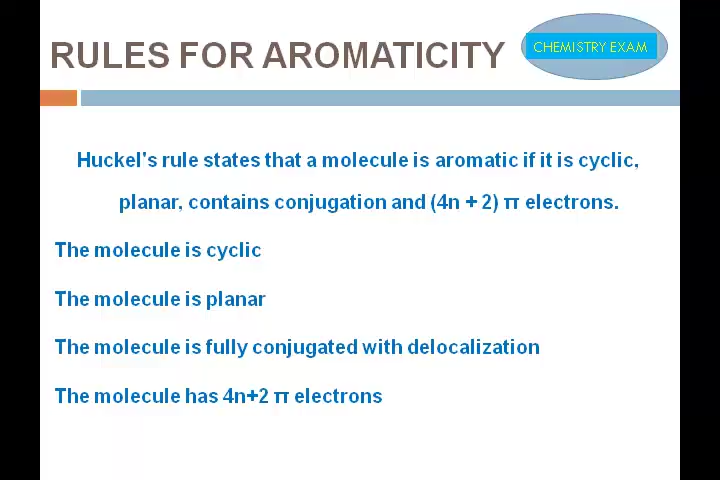 RULES FOR AROMATICITY
CHEMISTRY EXAM
Huckel's rule states that a molecule is aromatic if it is cyclic,
planar, contains conjugation and (4n + 2) π electrons.
The molecule is cyclic
The molecule is planar
The molecule is fully conjugated with delocalization
The molecule has 4n+2 π electrons